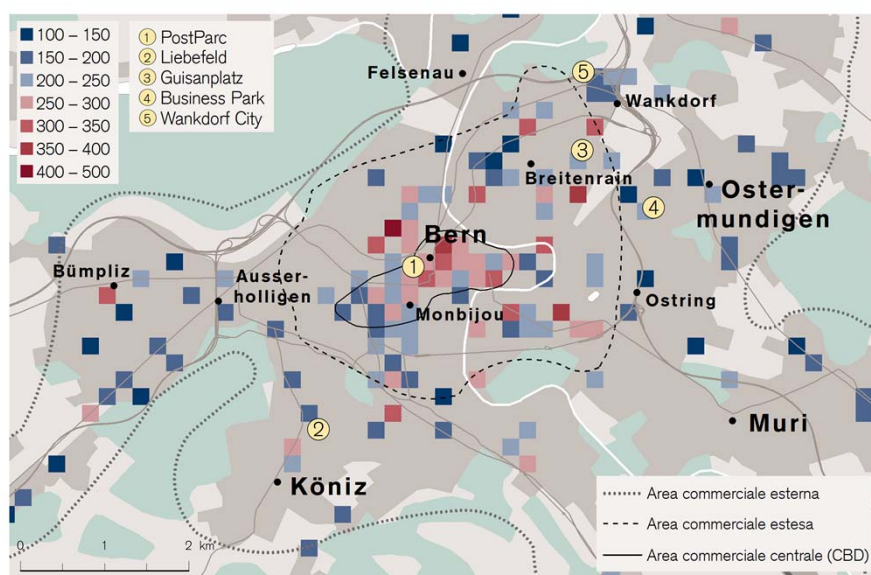 100 – 150
150 – 200
200 – 250
250 – 300
300 – 350
350 – 400
400 – 500
1 PostParc
2 Liebefeld
3 Guisanplatz
4 Business Park
5 Wankdorf City
Felsenau
5
Wankdorf
3
Breitenrain
Oster-
mundigen
4
Bern
1
Bümpliz
Ausser-
holligen
Ostring
Monbijou
2
Muri
Köniz
0 1 2 km
Area commerciale esterna
Area commerciale estesa
Area commerciale centrale (CBD)